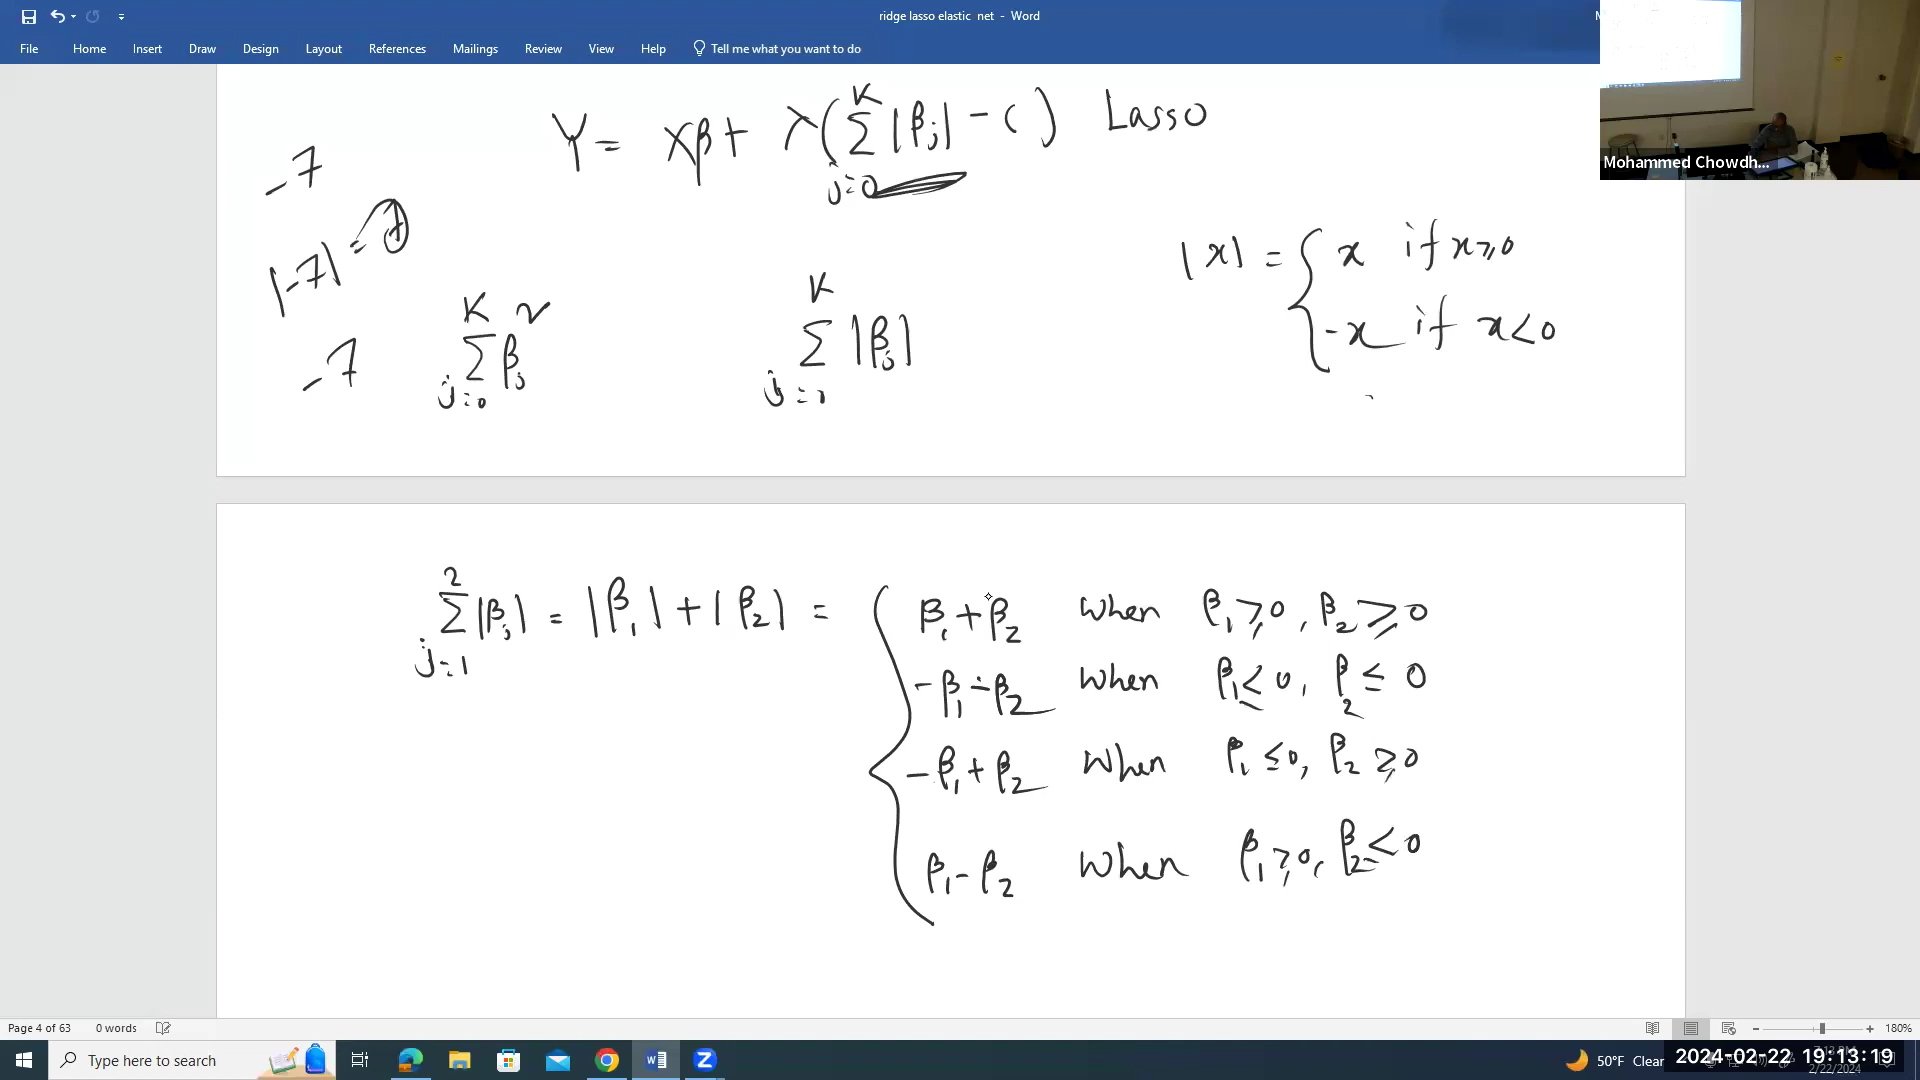 ridge lasso elastic net - Word
File Home Insert Draw Design Layout References Mailings Review View Help Tell me what you want to do
Mohammed Chowdh...
Y = Xβ + λ(∑_{j=0}^{K} |β_j| - C) Lasso
-7
|-7| = 7
-7
∑_{j=0}^{K} β_j^2
∑_{j=1}^{K} |β_j|
|x| = { x if x ≥ 0
-x if x < 0
∑_{j=1}^{2} |β_j| = |β_1| + |β_2| = { β_1 + β_2 when β_1 ≥ 0, β_2 ≥ 0
-β_1 - β_2 when β_1 ≤ 0, β_2 ≤ 0
-β_1 + β_2 when β_1 ≤ 0, β_2 ≥ 0
β_1 - β_2 when β_1 ≥ 0, β_2 ≤ 0
Page 4 of 63 0 words 180%
Type here to search
50°F Clear
2024-02-22 19:13:19
2/22/2024